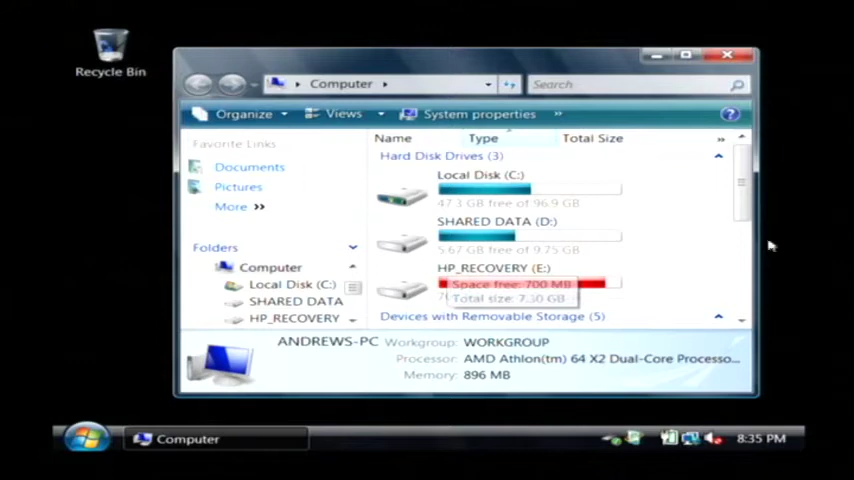 Recycle Bin
Computer
Search
Organize
Views
System properties
»
?
Favorite Links
Documents
Pictures
More »
Folders
Computer
Local Disk (C:)
SHARED DATA
HP_RECOVERY
Name Type Total Size »
Hard Disk Drives (3)
Local Disk (C:)
47.3 GB free of 96.9 GB
SHARED DATA (D:)
5.67 GB free of 9.75 GB
HP_RECOVERY (E:)
Space free: 700 MB
Total size: 7.30 GB
Devices with Removable Storage (5)
ANDREWS-PC Workgroup: WORKGROUP
Processor: AMD Athlon(tm) 64 X2 Dual-Core Processo...
Memory: 896 MB
Computer
8:35 PM